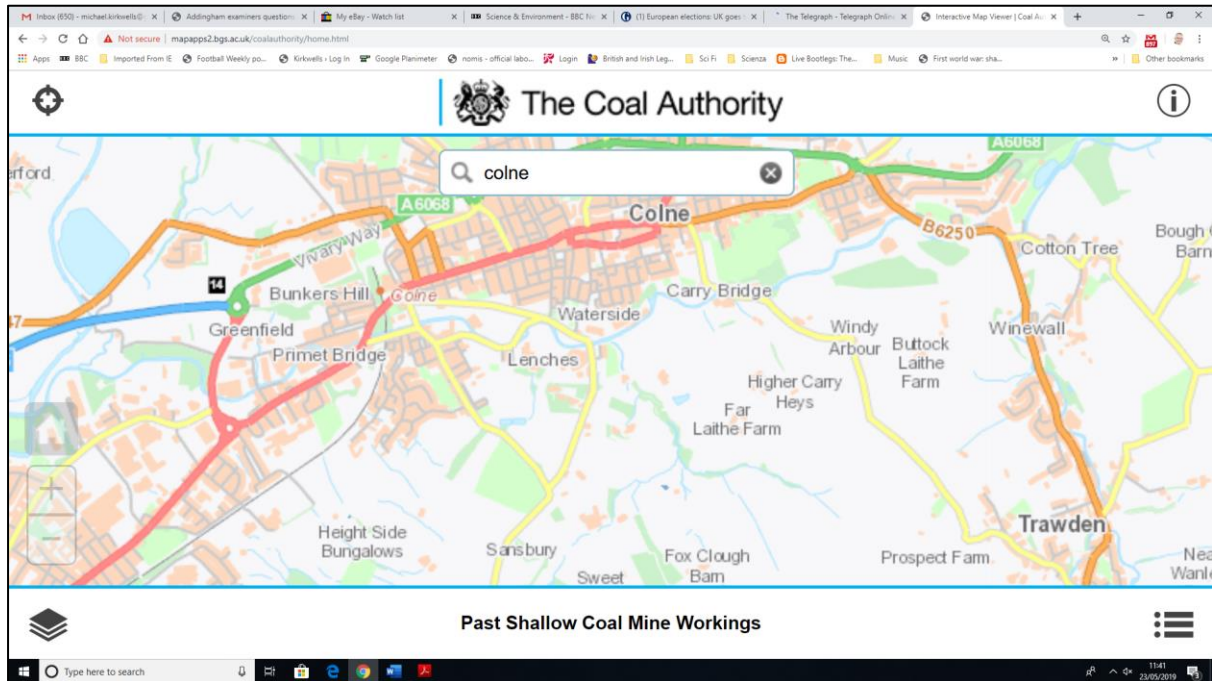 Inbox (650) - michael.kirkwells@
Addingham examiners question
My eBay - Watch list
Science & Environment - BBC Ne
(1) European elections: UK goes t
The Telegraph - Telegraph Online
Interactive Map Viewer | Coal Au
Not secure | mapapps2.bgs.ac.uk/coalauthority/home.html
Apps BBC Imported From IE Football Weekly po... Kirkwells › Log In Google Planimeter nomis - official labo... Login British and Irish Leg... Sci Fi Scienza Live Bootlegs: The... Music First world war: sha... » Other bookmarks
The Coal Authority
colne
A6068
erford
A6068
Colne
Vivary Way
B6250
Cotton Tree
Bough
Barn
14
Bunkers Hill
Colne
Carry Bridge
Waterside
47
Greenfield
Windy
Arbour
Winewall
Primet Bridge
Lenches
Buttock
Laithe
Farm
Higher Carry
Heys
Far
Laithe Farm
Height Side
Bungalows
Sansbury
Fox Clough
Barn
Sweet
Prospect Farm
Trawden
Nea
Wanl
Past Shallow Coal Mine Workings
Type here to search
11:41
23/05/2019